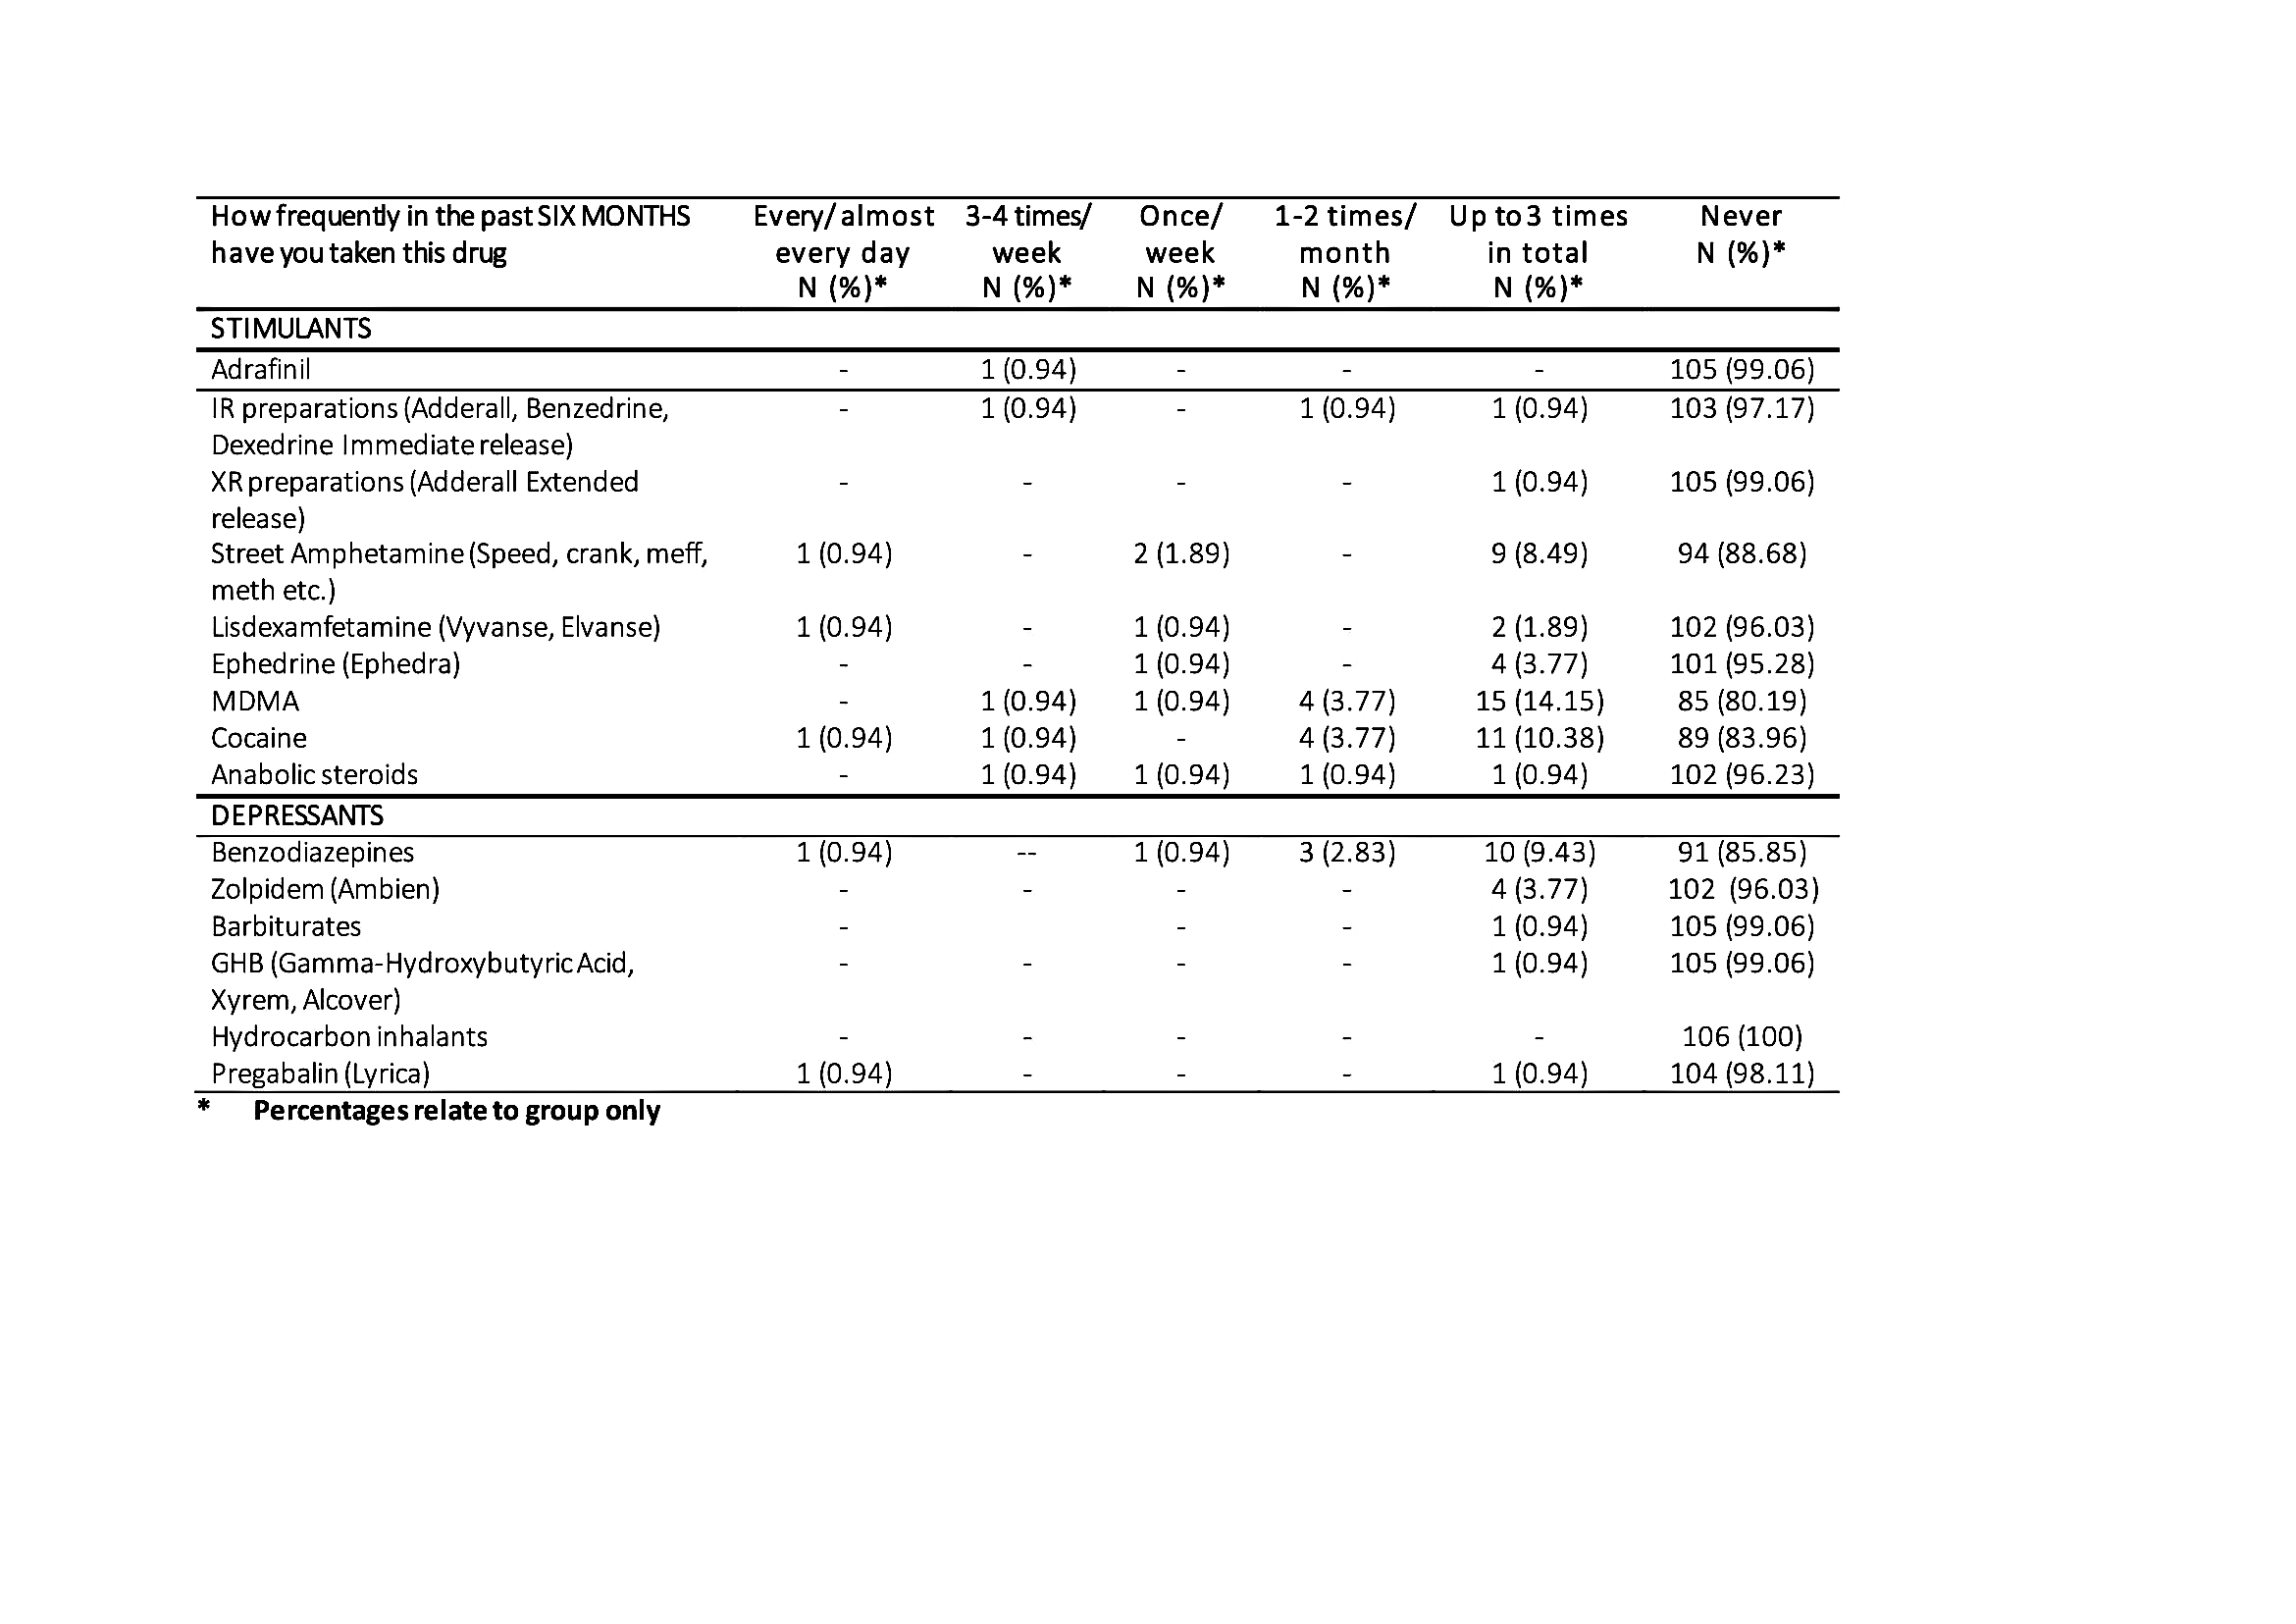 How frequently in the past SIX MONTHS Every/ almost 3-4 times/ Once/ 1-2 times/ Up to 3 times Never
have you taken this drug every day week week month in total N (%)*
N (%)* N (%)* N (%)* N (%)* N (%)*
STIMULANTS
Adrafinil - 1 (0.94) - - - 105 (99.06)
IR preparations (Adderall, Benzedrine, - 1 (0.94) - 1 (0.94) 1 (0.94) 103 (97.17)
Dexedrine Immediate release)
XR preparations (Adderall Extended - - - - 1 (0.94) 105 (99.06)
release)
Street Amphetamine (Speed, crank, meff, 1 (0.94) - 2 (1.89) - 9 (8.49) 94 (88.68)
meth etc.)
Lisdexamfetamine (Vyvanse, Elvanse) 1 (0.94) - 1 (0.94) - 2 (1.89) 102 (96.03)
Ephedrine (Ephedra) - - 1 (0.94) - 4 (3.77) 101 (95.28)
MDMA - 1 (0.94) 1 (0.94) 4 (3.77) 15 (14.15) 85 (80.19)
Cocaine 1 (0.94) 1 (0.94) - 4 (3.77) 11 (10.38) 89 (83.96)
Anabolic steroids - 1 (0.94) 1 (0.94) 1 (0.94) 1 (0.94) 102 (96.23)
DEPRESSANTS
Benzodiazepines 1 (0.94) -- 1 (0.94) 3 (2.83) 10 (9.43) 91 (85.85)
Zolpidem (Ambien) - - - - 4 (3.77) 102 (96.03)
Barbiturates - - - 1 (0.94) 105 (99.06)
GHB (Gamma-Hydroxybutyric Acid, - - - - 1 (0.94) 105 (99.06)
Xyrem, Alcover)
Hydrocarbon inhalants - - - - - 106 (100)
Pregabalin (Lyrica) 1 (0.94) - - - 1 (0.94) 104 (98.11)
* Percentages relate to group only